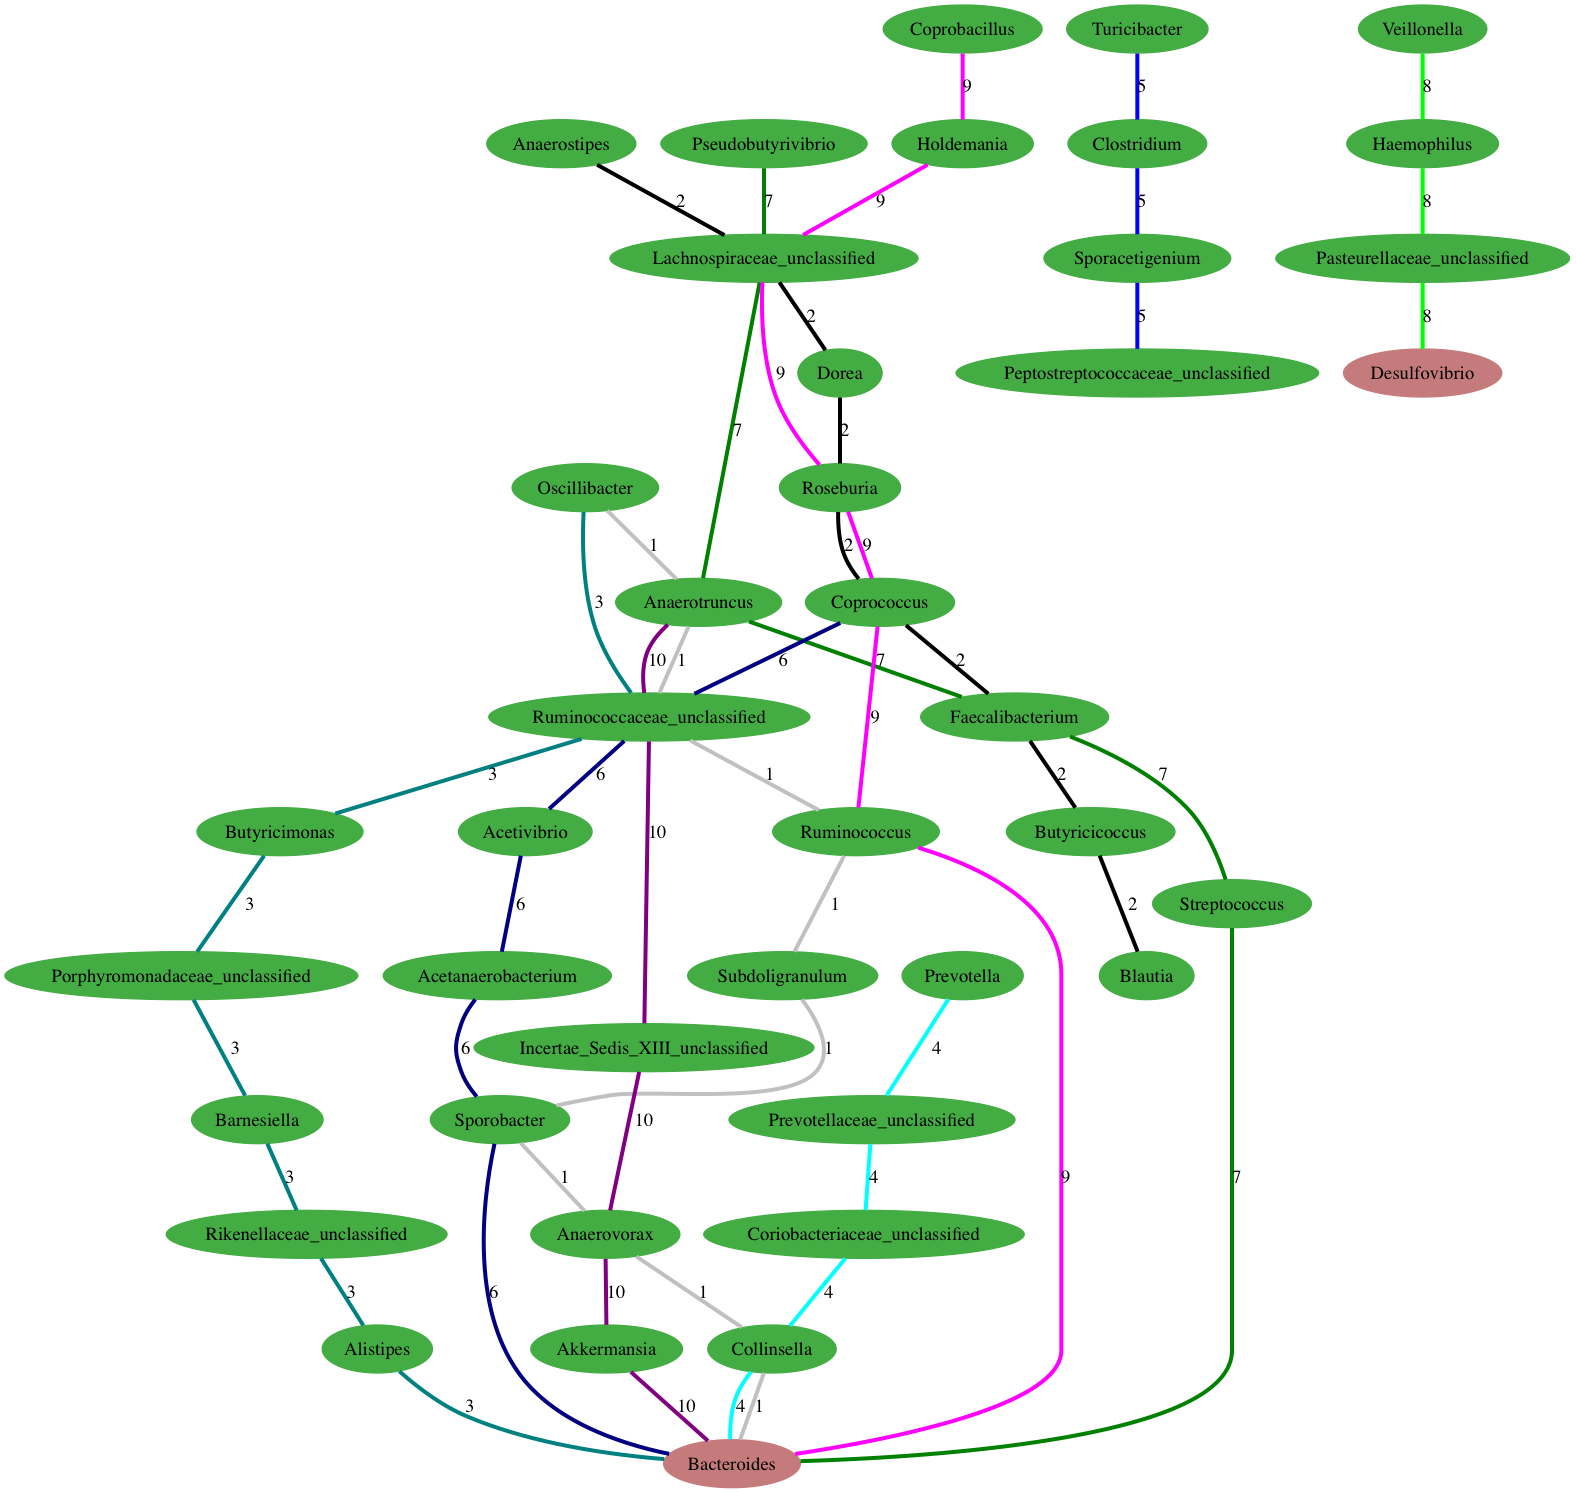 Coprobacillus
Turicibacter
Veillonella
9
5
8
Anaerostipes
Pseudobutyrivibrio
Holdemania
Clostridium
Haemophilus
2
7
9
5
8
Lachnospiraceae_unclassified
Sporacetigenium
Pasteurellaceae_unclassified
2
5
8
9
Dorea
Peptostreptococcaceae_unclassified
Desulfovibrio
7
2
Oscillibacter
Roseburia
1
2
9
3
Anaerotruncus
Coprococcus
10
1
6
7
2
Ruminococcaceae_unclassified
Faecalibacterium
9
3
6
1
2
7
10
Butyricimonas
Acetivibrio
Ruminococcus
Butyricicoccus
3
6
1
2
Streptococcus
Porphyromonadaceae_unclassified
Acetanaerobacterium
Subdoligranulum
Prevotella
Blautia
3
6
Incertae_Sedis_XIII_unclassified
1
4
Barnesiella
Sporobacter
10
Prevotellaceae_unclassified
3
1
4
9
7
Rikenellaceae_unclassified
Anaerovorax
Coriobacteriaceae_unclassified
3
6
10
1
4
Alistipes
Akkermansia
Collinsella
3
10
4
1
Bacteroides